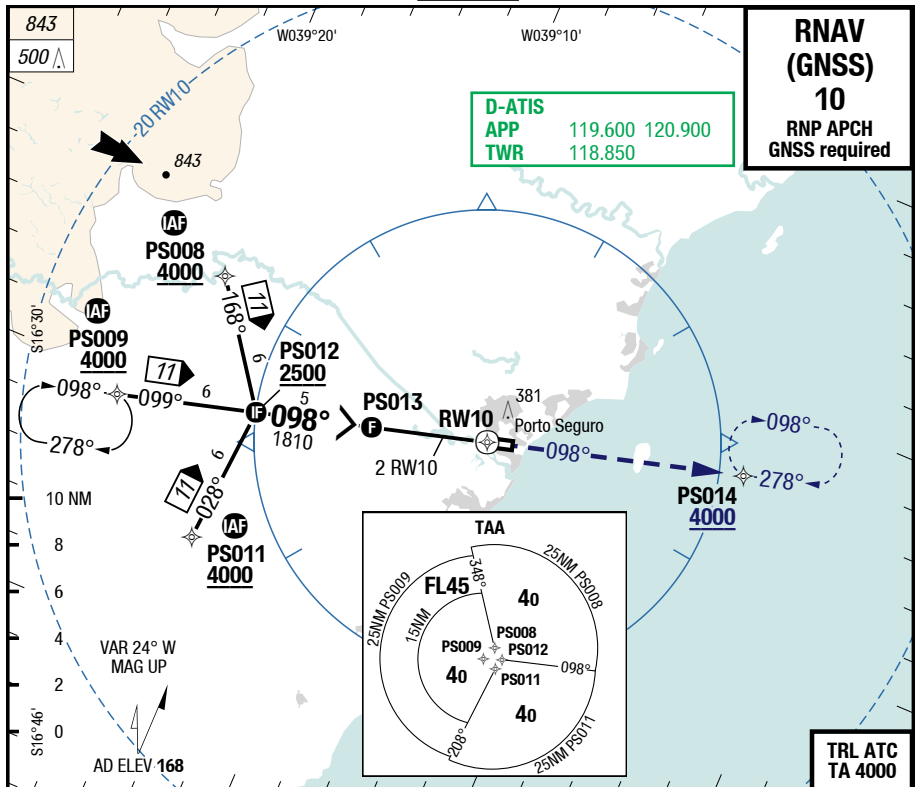 843
500
W039°20'
W039°10'
RNAV
(GNSS)
10
RNP APCH
GNSS required
D-ATIS
APP 119.600 120.900
TWR 118.850
20 RW10
843
IAF
PS008
4000
S16°30'
IAF
PS009
4000
11
168°
6
11
098°
099°
6
278°
PS012
2500
IF
098°
5
1810
PS013
F
RW10
381
Porto Seguro
2 RW10
098°
098°
278°
PS014
4000
6
11
028°
IAF
PS011
4000
10 NM
8
6
4
2
0
S16°46'
VAR 24° W
MAG UP
AD ELEV 168
TAA
25NM PS009
15NM
FL45
348°
40
25NM PS008
PS008
PS009
PS012
PS011
098°
40
40
208°
25NM PS011
TRL ATC
TA 4000